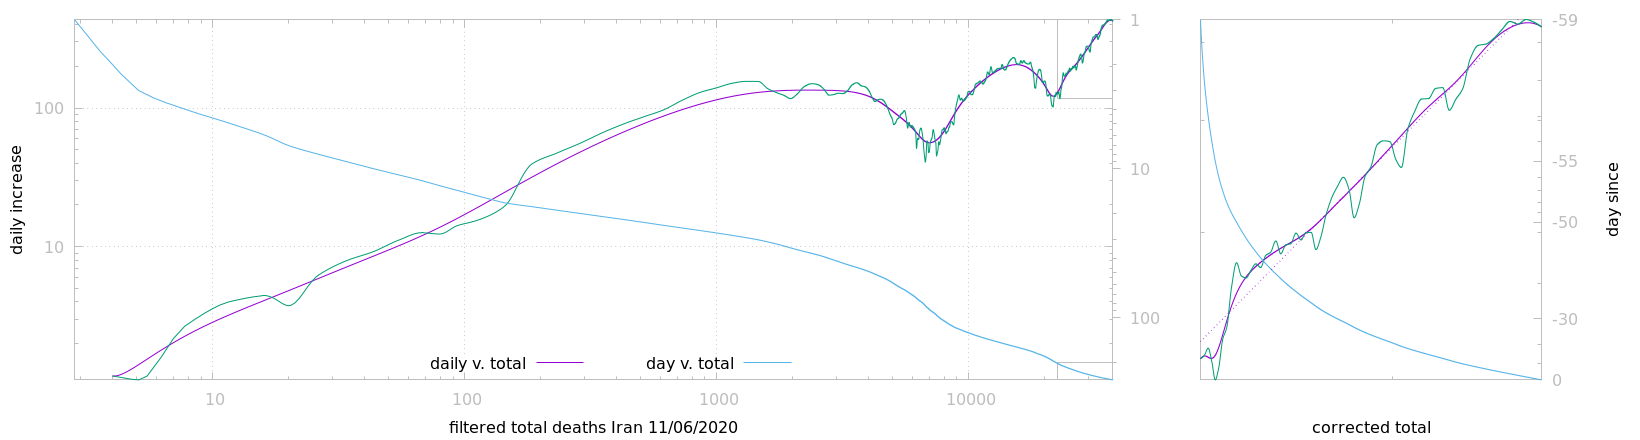 1
-59
100
daily increase
10
-55
day since
-50
10
100
-30
daily v. total
day v. total
0
10
100
1000
10000
filtered total deaths Iran 11/06/2020
corrected total